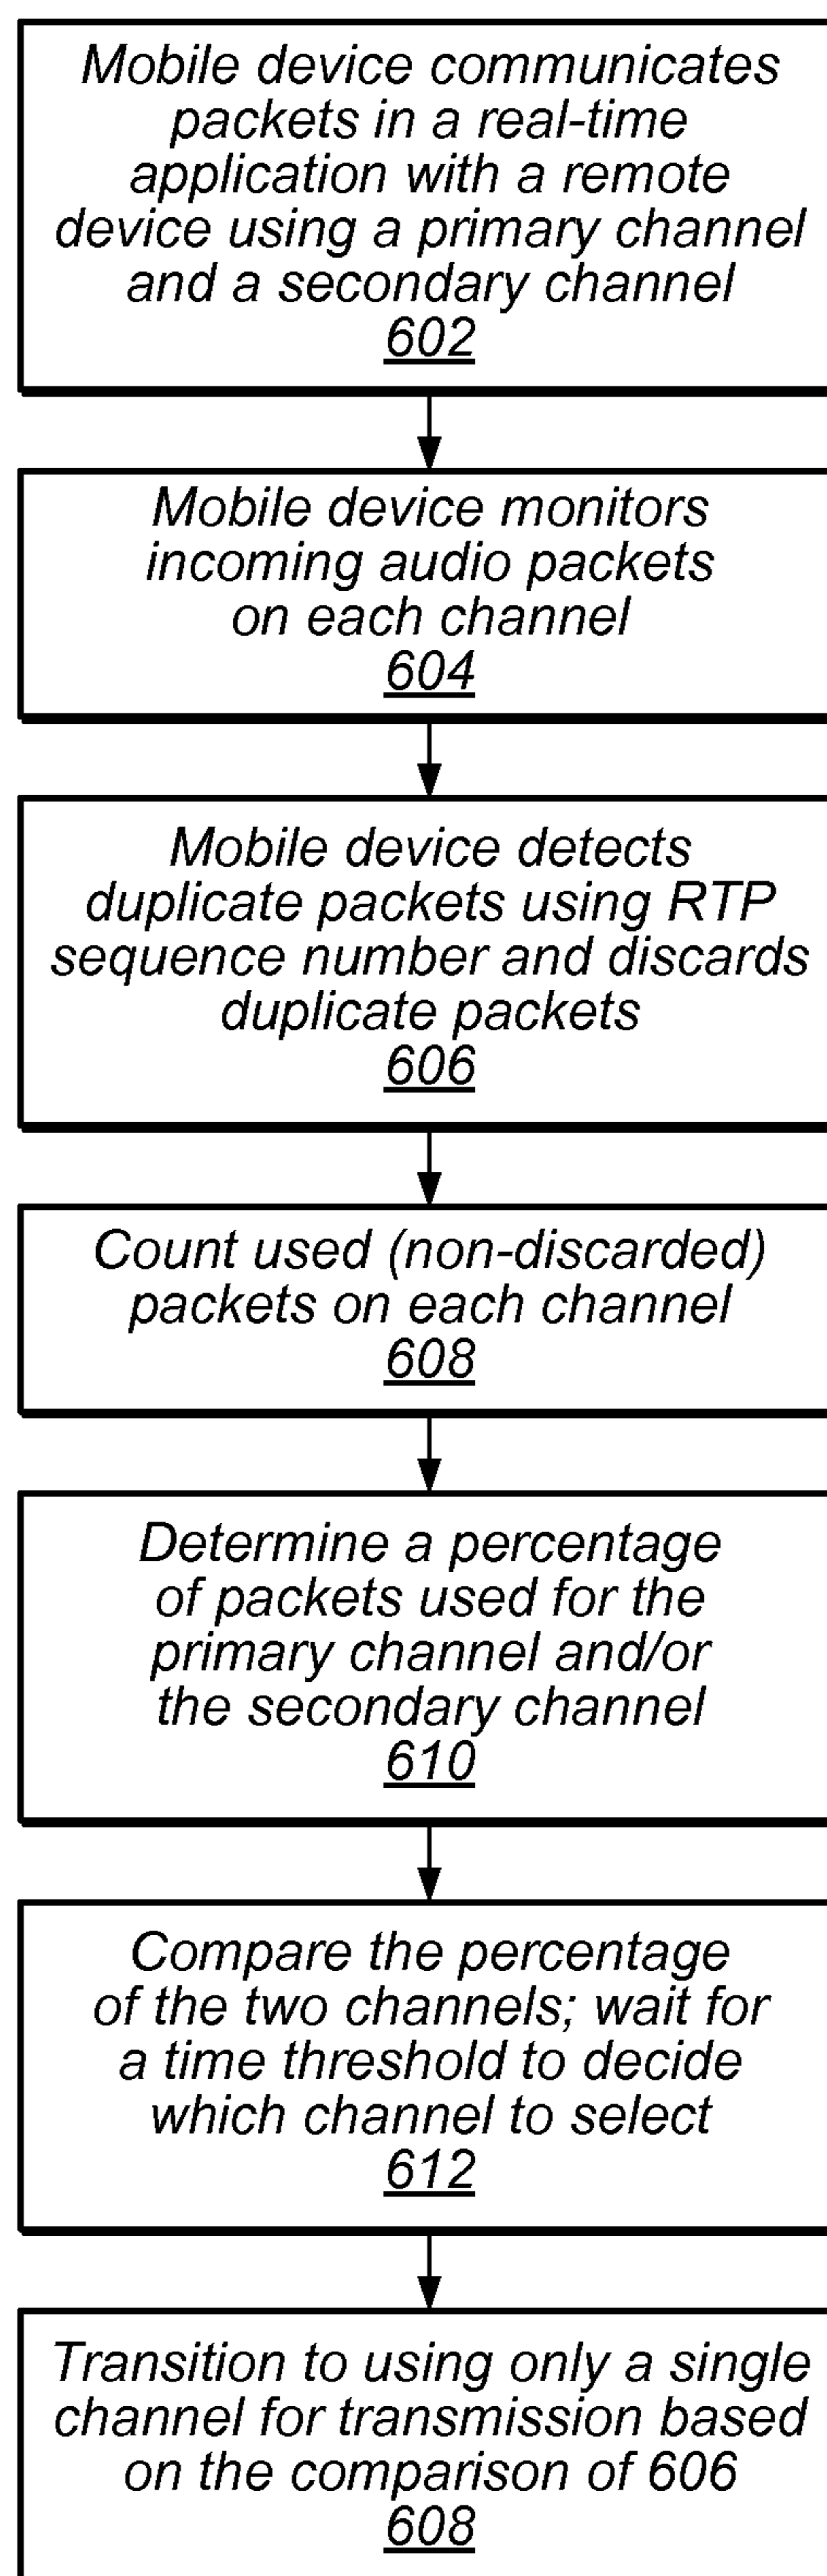 Mobile device communicates
packets in a real-time
application with a remote
device using a primary channel
and a secondary channel
602
Mobile device monitors
incoming audio packets
on each channel
604
Mobile device detects
duplicate packets using RTP
sequence number and discards
duplicate packets
606
Count used (non-discarded)
packets on each channel
608
Determine a percentage
of packets used for the
primary channel and/or
the secondary channel
610
Compare the percentage
of the two channels; wait for
a time threshold to decide
which channel to select
612
Transition to using only a single
channel for transmission based
on the comparison of 606
608